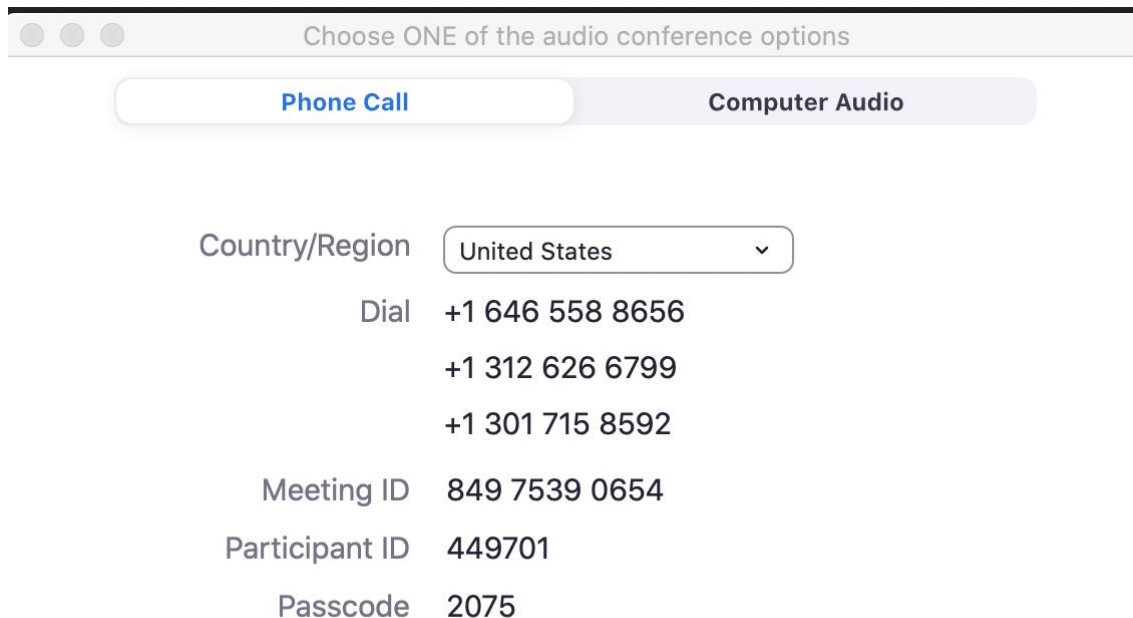 Choose ONE of the audio conference options
Phone Call Computer Audio
Country/Region United States
Dial +1 646 558 8656
+1 312 626 6799
+1 301 715 8592
Meeting ID 849 7539 0654
Participant ID 449701
Passcode 2075